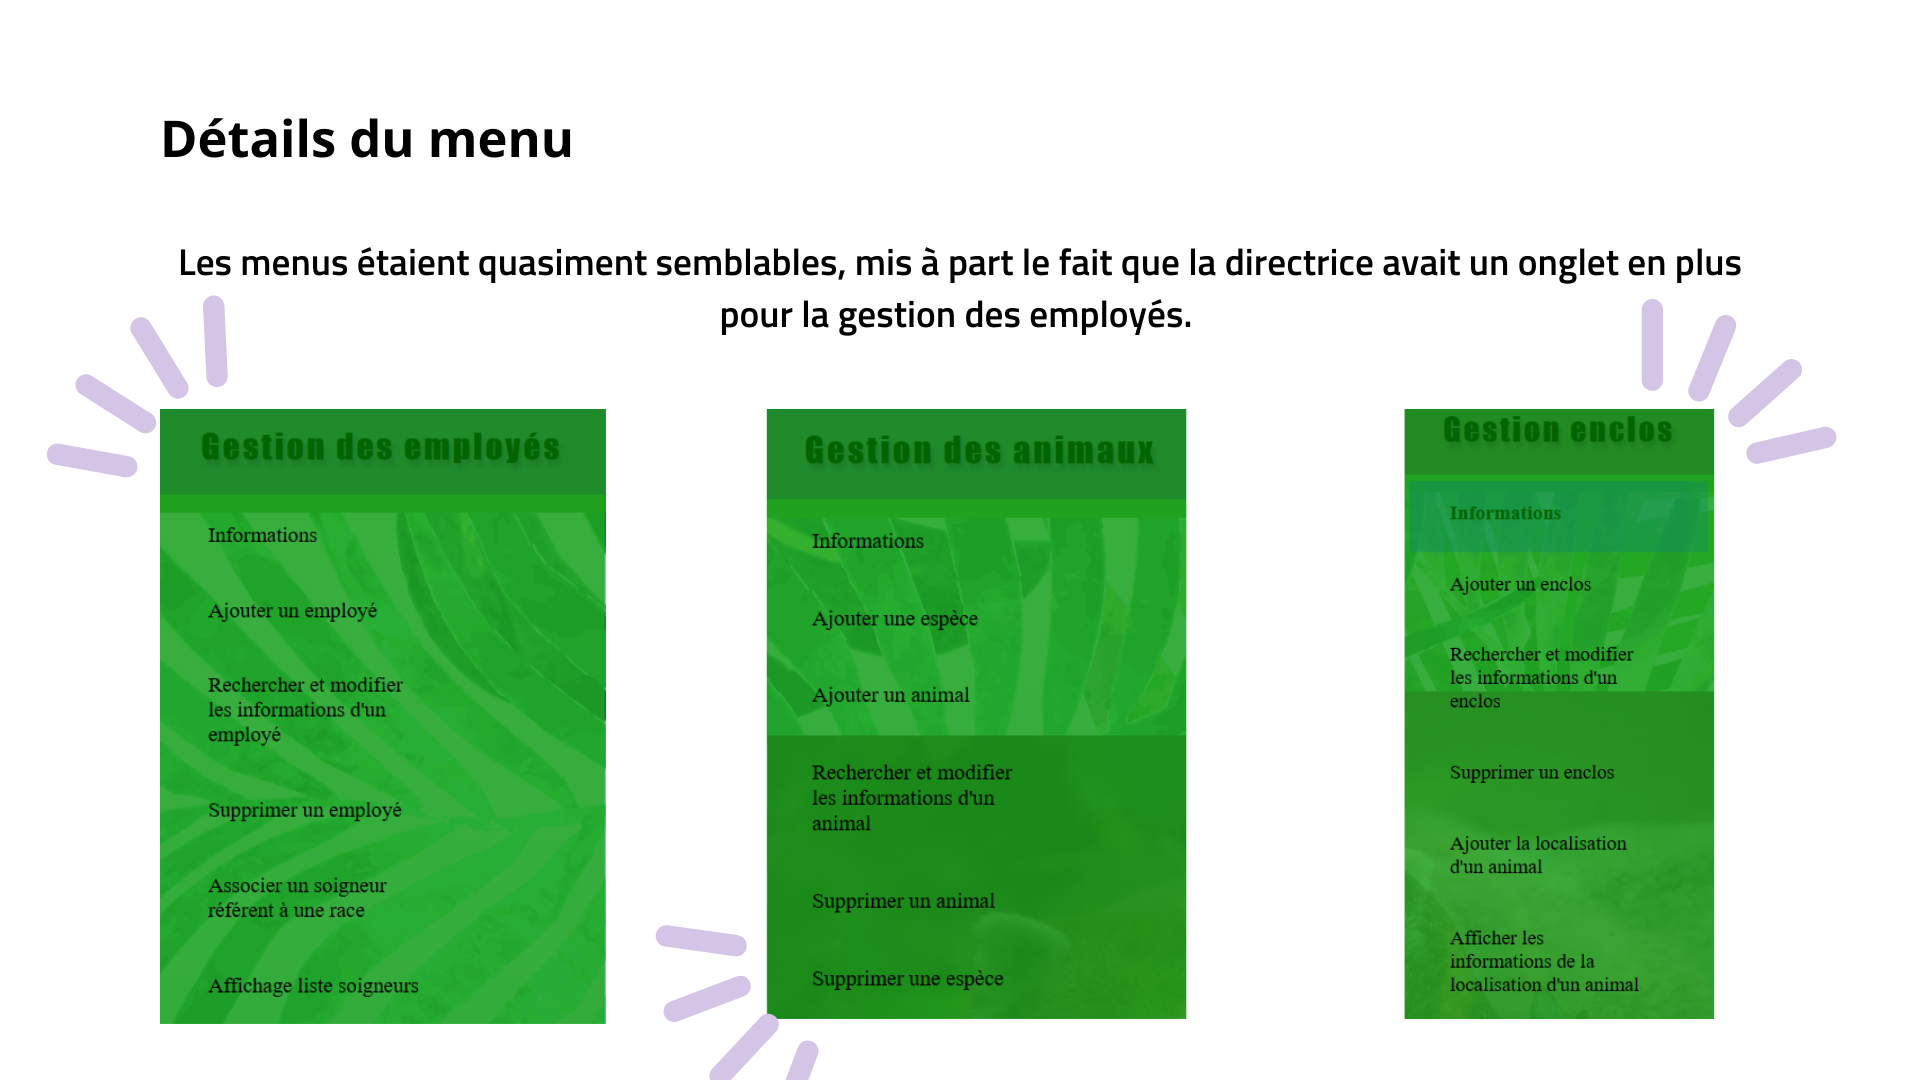 Détails du menu
Les menus étaient quasiment semblables, mis à part le fait que la directrice avait un onglet en plus
pour la gestion des employés.
Gestion des employés
Informations
Ajouter un employé
Rechercher et modifier
les informations d'un
employé
Supprimer un employé
Associer un soigneur
référent à une race
Affichage liste soigneurs
Gestion des animaux
Informations
Ajouter une espèce
Ajouter un animal
Rechercher et modifier
les informations d'un
animal
Supprimer un animal
Supprimer une espèce
Gestion enclos
Informations
Ajouter un enclos
Rechercher et modifier
les informations d'un
enclos
Supprimer un enclos
Ajouter la localisation
d'un animal
Afficher les
informations de la
localisation d'un animal